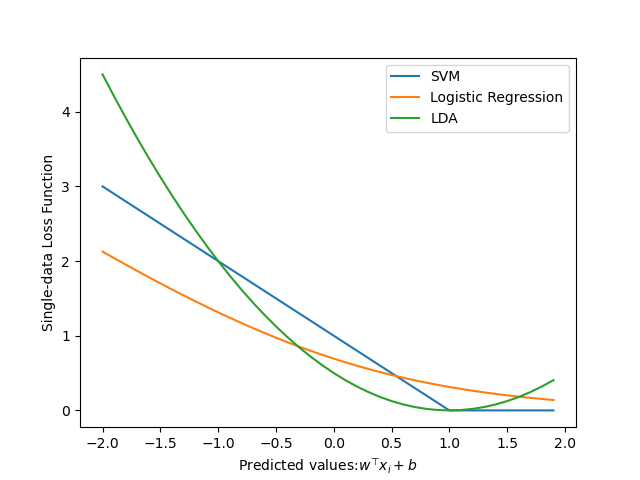 SVM
Logistic Regression
LDA
Single-data Loss Function
4
3
2
1
0
−2.0 −1.5 −1.0 −0.5 0.0 0.5 1.0 1.5 2.0
Predicted values:w⊤xᵢ + b